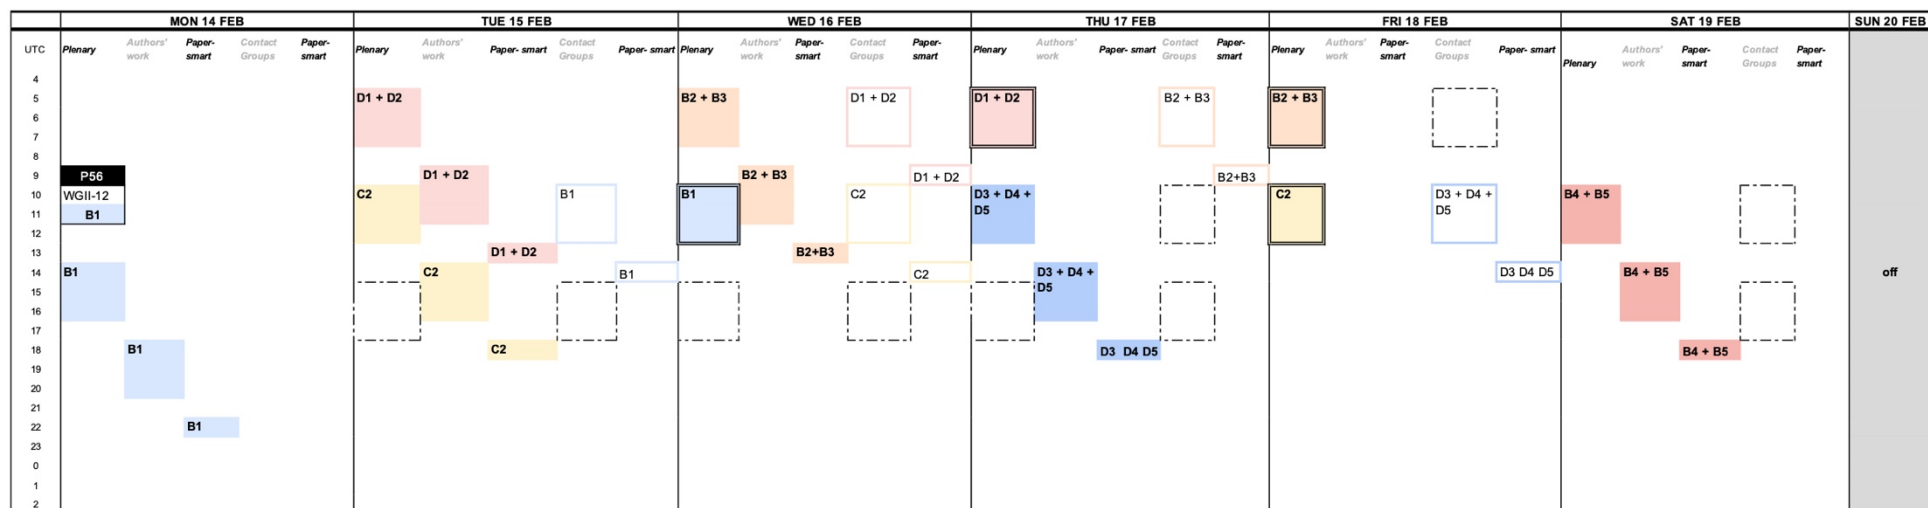 MON 14 FEB TUE 15 FEB WED 16 FEB THU 17 FEB FRI 18 FEB SAT 19 FEB SUN 20 FEB
UTC Plenary Authors' work Paper-smart Contact Groups Paper-smart Plenary Authors' work Paper- smart Contact Groups Paper- smart Plenary Authors' work Paper-smart Contact Groups Paper-smart Plenary Authors' work Paper- smart Contact Groups Paper-smart Plenary Authors' work Paper-smart Contact Groups Paper- smart Plenary Authors' work Paper-smart Contact Groups Paper-smart
4
5 D1 + D2 B2 + B3 D1 + D2 D1 + D2 B2 + B3 B2 + B3
6
7
8
9 P56 D1 + D2 B2 + B3 D1 + D2 B2+B3
10 WGII-12 C2 B1 B1 C2 D3 + D4 + C2 D3 + D4 + B4 + B5
11 B1 D5 D5
12
13 D1 + D2 B2+B3
14 B1 C2 B1 C2 D3 + D4 + D3 D4 D5 B4 + B5 off
15 D5
16
17
18 B1 C2 D3 D4 D5 B4 + B5
19
20
21
22 B1
23
0
1
2